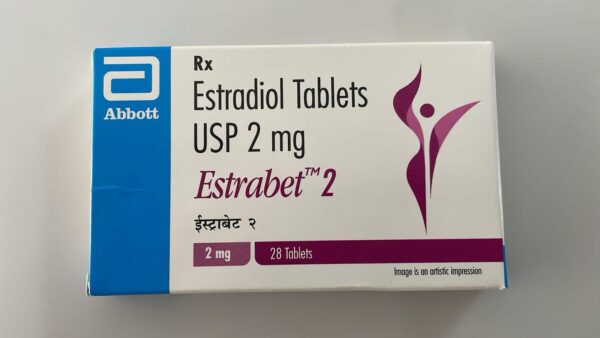 Abbott
Rx
Estradiol Tablets
USP 2 mg
Estrabet™ 2
ईस्ट्राबेट २
2 mg
28 Tablets
Image is an artistic impression